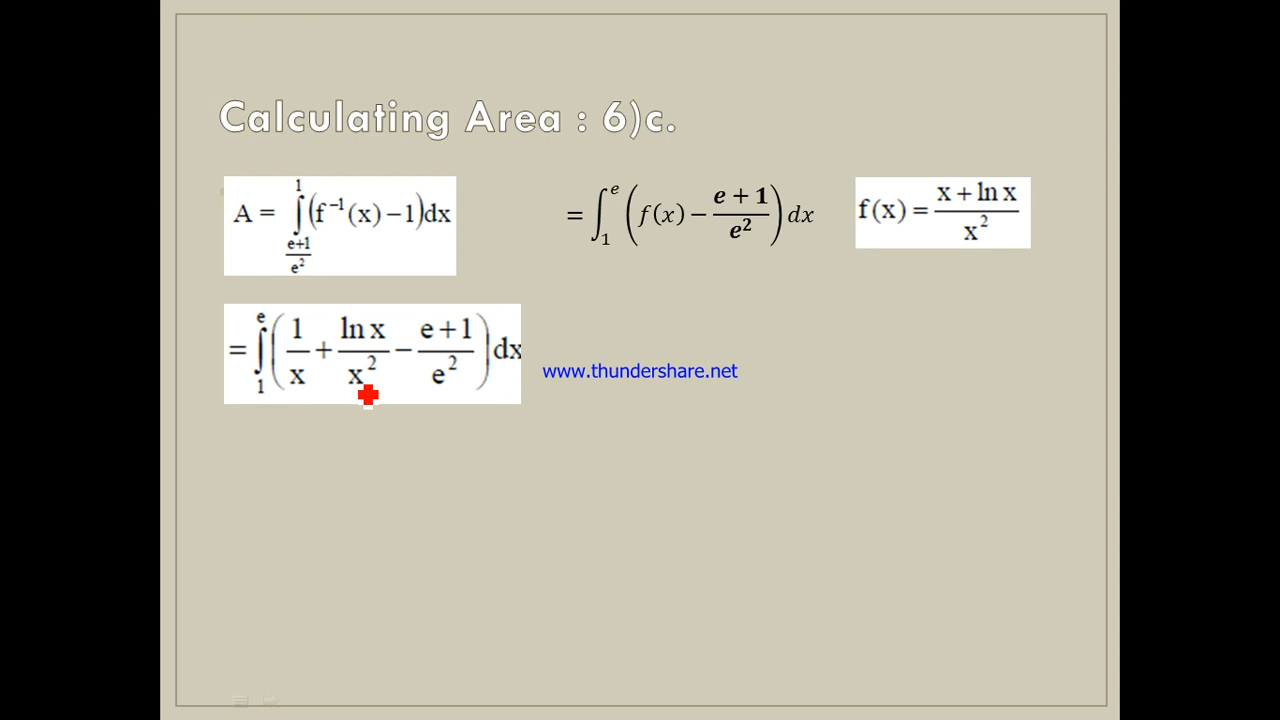 Calculating Area : 6)c.
A = ∫_{(e+1)/e²}^{1} (f⁻¹(x) – 1)dx
= ∫_1^e (f(x) − (e + 1)/e²) dx
f(x) = (x + ln x)/x²
= ∫_1^e (1/x + ln x/x² − (e + 1)/e²) dx
www.thundershare.net